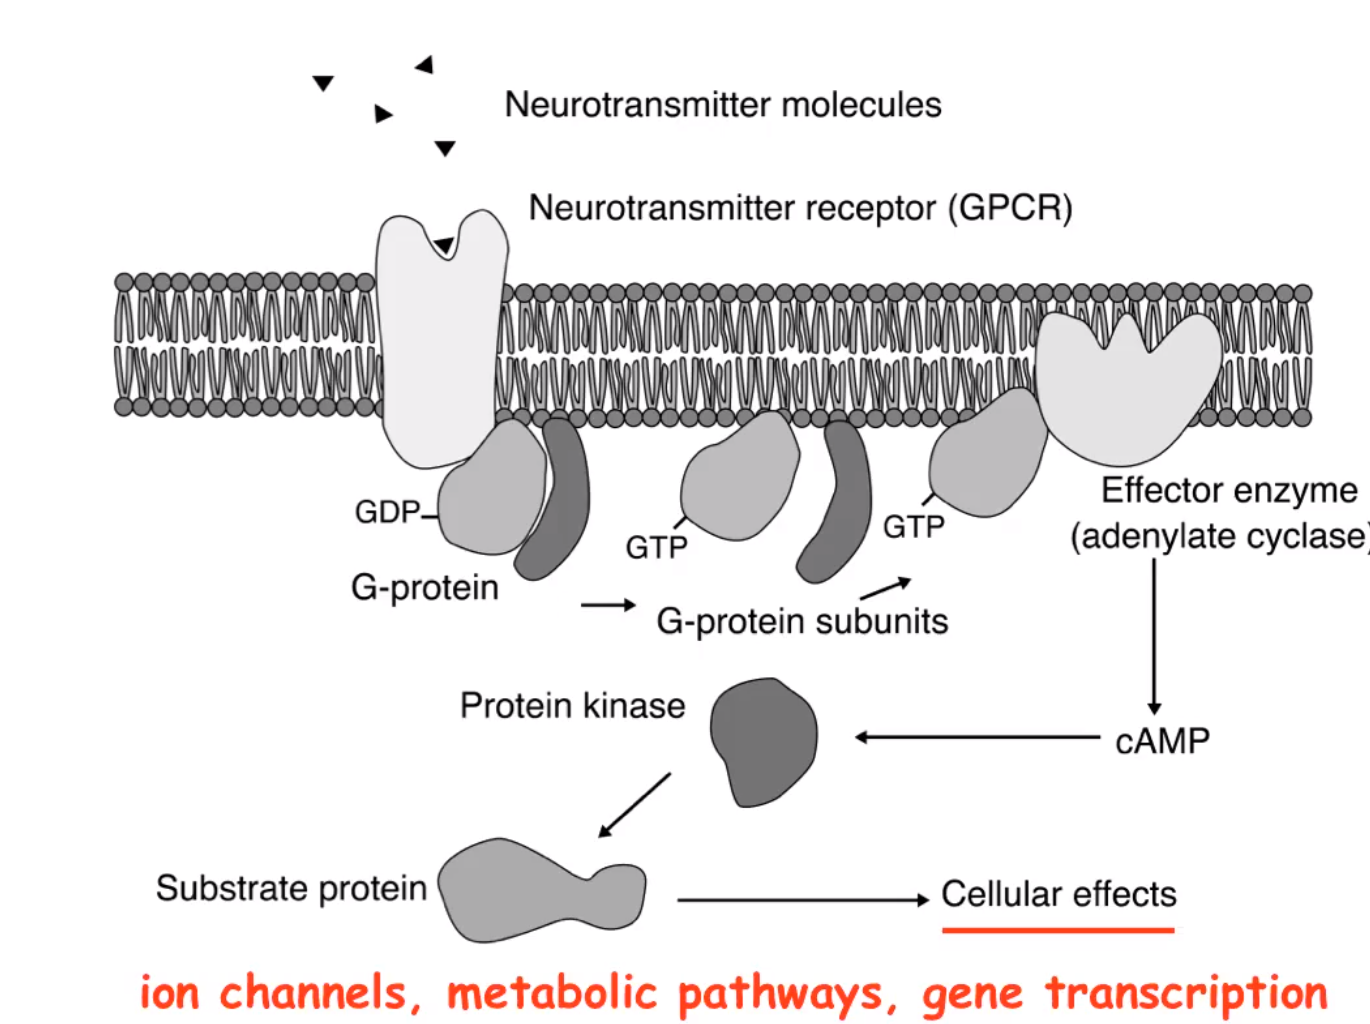 Neurotransmitter molecules
Neurotransmitter receptor (GPCR)
Effector enzyme
(adenylate cyclase)
GDP
GTP
GTP
G-protein
G-protein subunits
Protein kinase
cAMP
Substrate protein
Cellular effects
ion channels, metabolic pathways, gene transcription